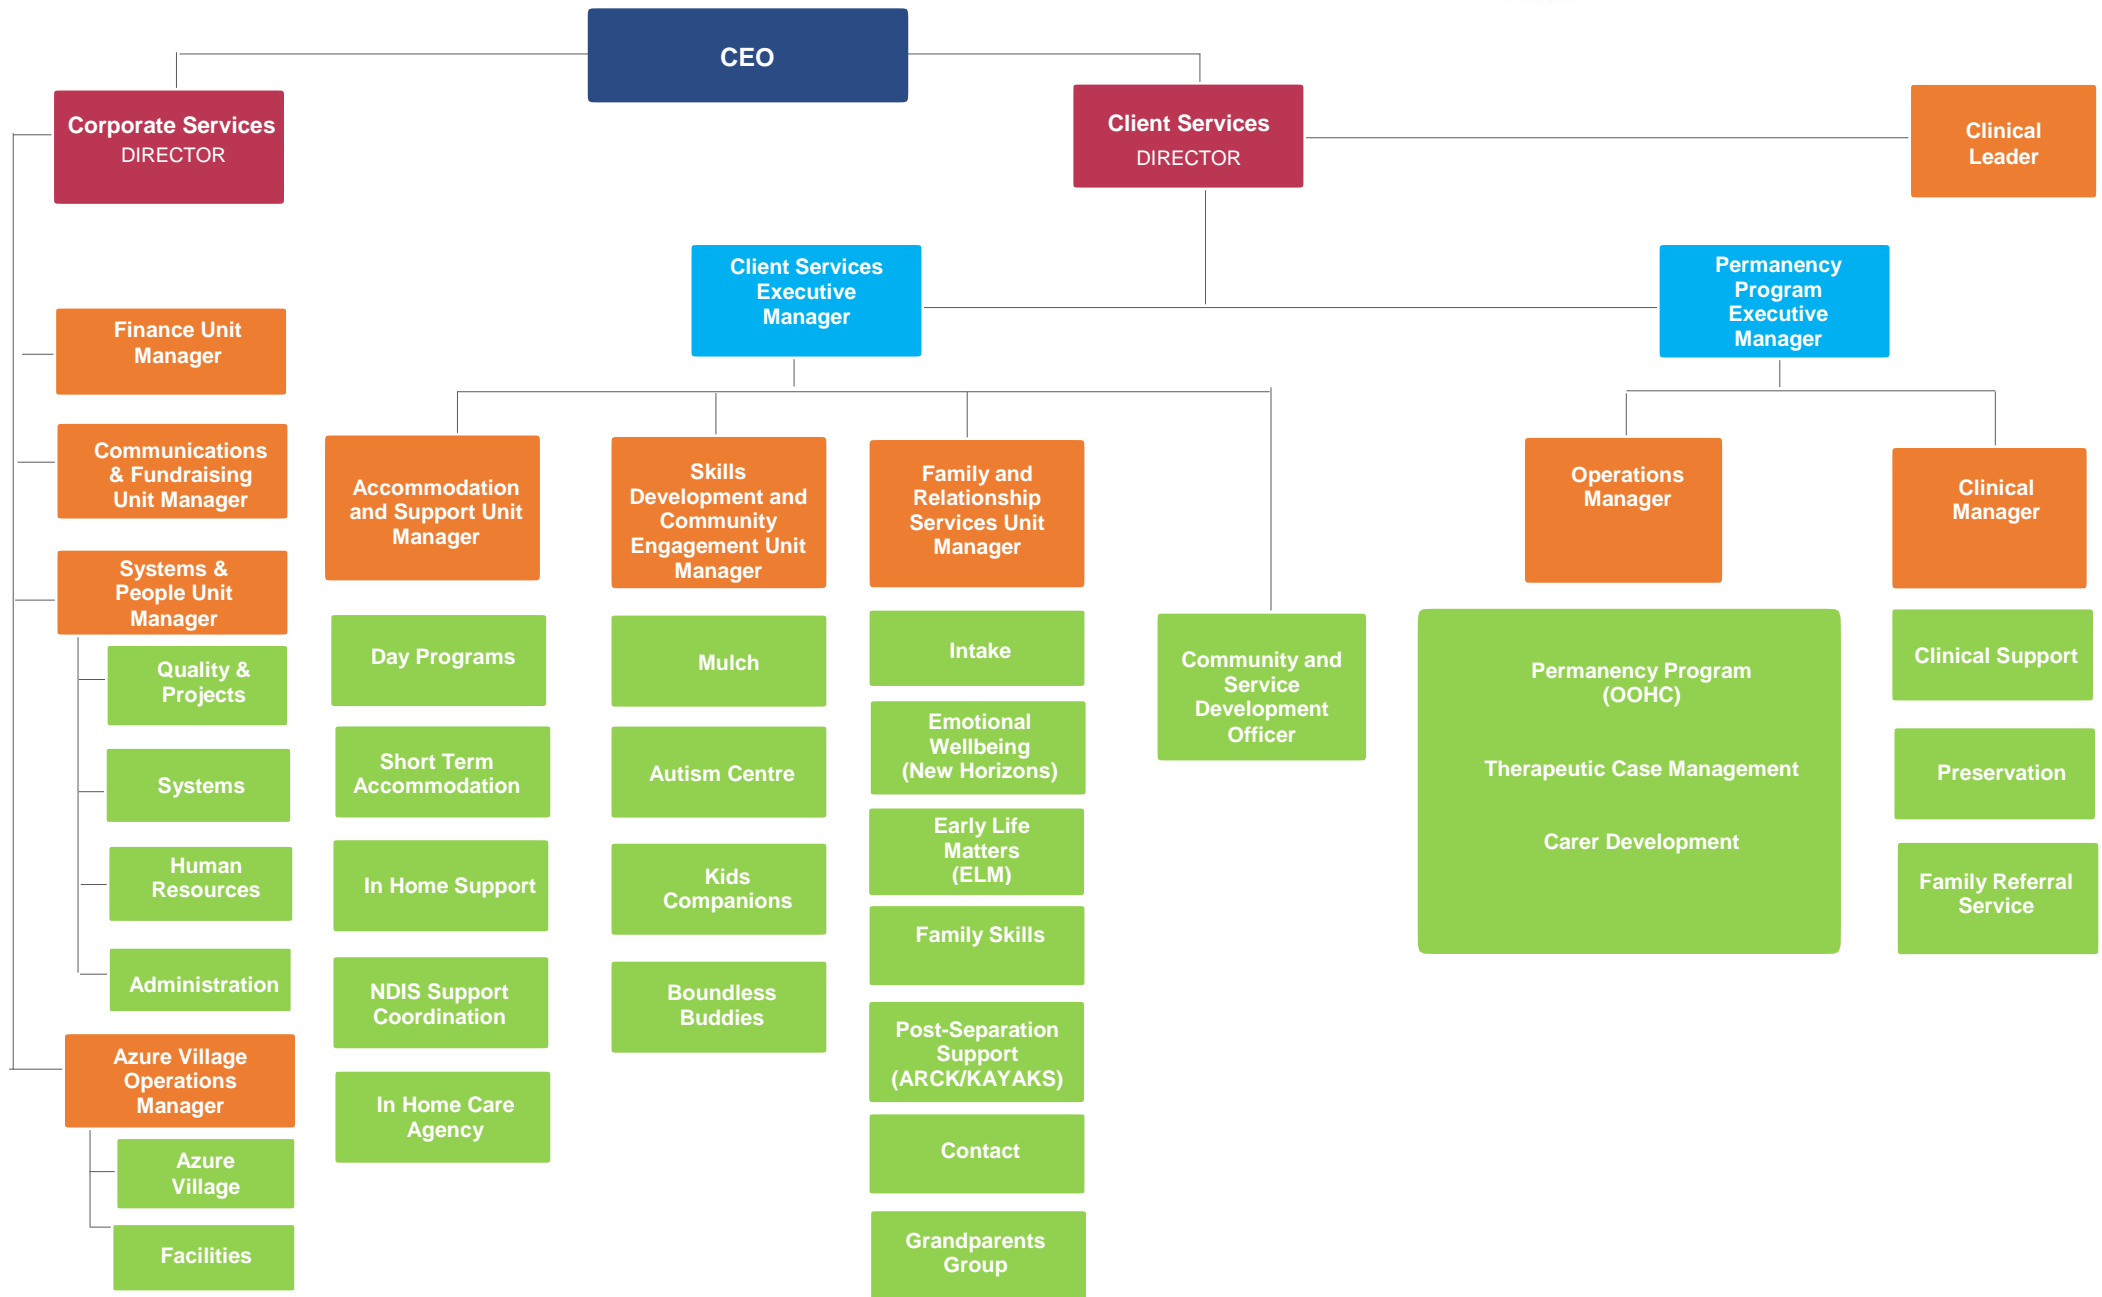 CEO
Corporate Services
DIRECTOR
Client Services
DIRECTOR
Clinical
Leader
Client Services
Executive
Manager
Permanency
Program
Executive
Manager
Finance Unit
Manager
Communications
& Fundraising
Unit Manager
Systems &
People Unit
Manager
Quality &
Projects
Systems
Human
Resources
Administration
Azure Village
Operations
Manager
Azure
Village
Facilities
Accommodation
and Support Unit
Manager
Day Programs
Short Term
Accommodation
In Home Support
NDIS Support
Coordination
In Home Care
Agency
Skills
Development and
Community
Engagement Unit
Manager
Mulch
Autism Centre
Kids
Companions
Boundless
Buddies
Family and
Relationship
Services Unit
Manager
Intake
Emotional
Wellbeing
(New Horizons)
Early Life
Matters
(ELM)
Family Skills
Post-Separation
Support
(ARCK/KAYAKS)
Contact
Grandparents
Group
Community and
Service
Development
Officer
Operations
Manager
Permanency Program
(OOHC)
Therapeutic Case Management
Carer Development
Clinical
Manager
Clinical Support
Preservation
Family Referral
Service